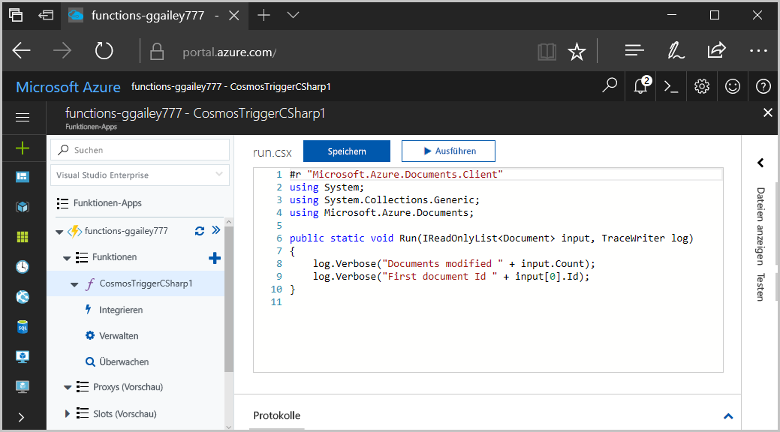 functions-ggailey777 -
portal.azure.com/
Microsoft Azure functions-ggailey777 - CosmosTriggerCSharp1
2
functions-ggailey777 - CosmosTriggerCSharp1
Funktionen-Apps
Suchen
Visual Studio Enterprise
Funktionen-Apps
functions-ggailey777
Funktionen
CosmosTriggerCSharp1
Integrieren
Verwalten
Überwachen
Proxys (Vorschau)
Slots (Vorschau)
SQL
run.csx
Speichern
Ausführen
1 #r "Microsoft.Azure.Documents.Client"
2 using System;
3 using System.Collections.Generic;
4 using Microsoft.Azure.Documents;
5
6 public static void Run(IReadOnlyList<Document> input, TraceWriter log)
7 {
8 log.Verbose("Documents modified " + input.Count);
9 log.Verbose("First document Id " + input[0].Id);
10 }
11
Protokolle
Dateien anzeigen
Testen